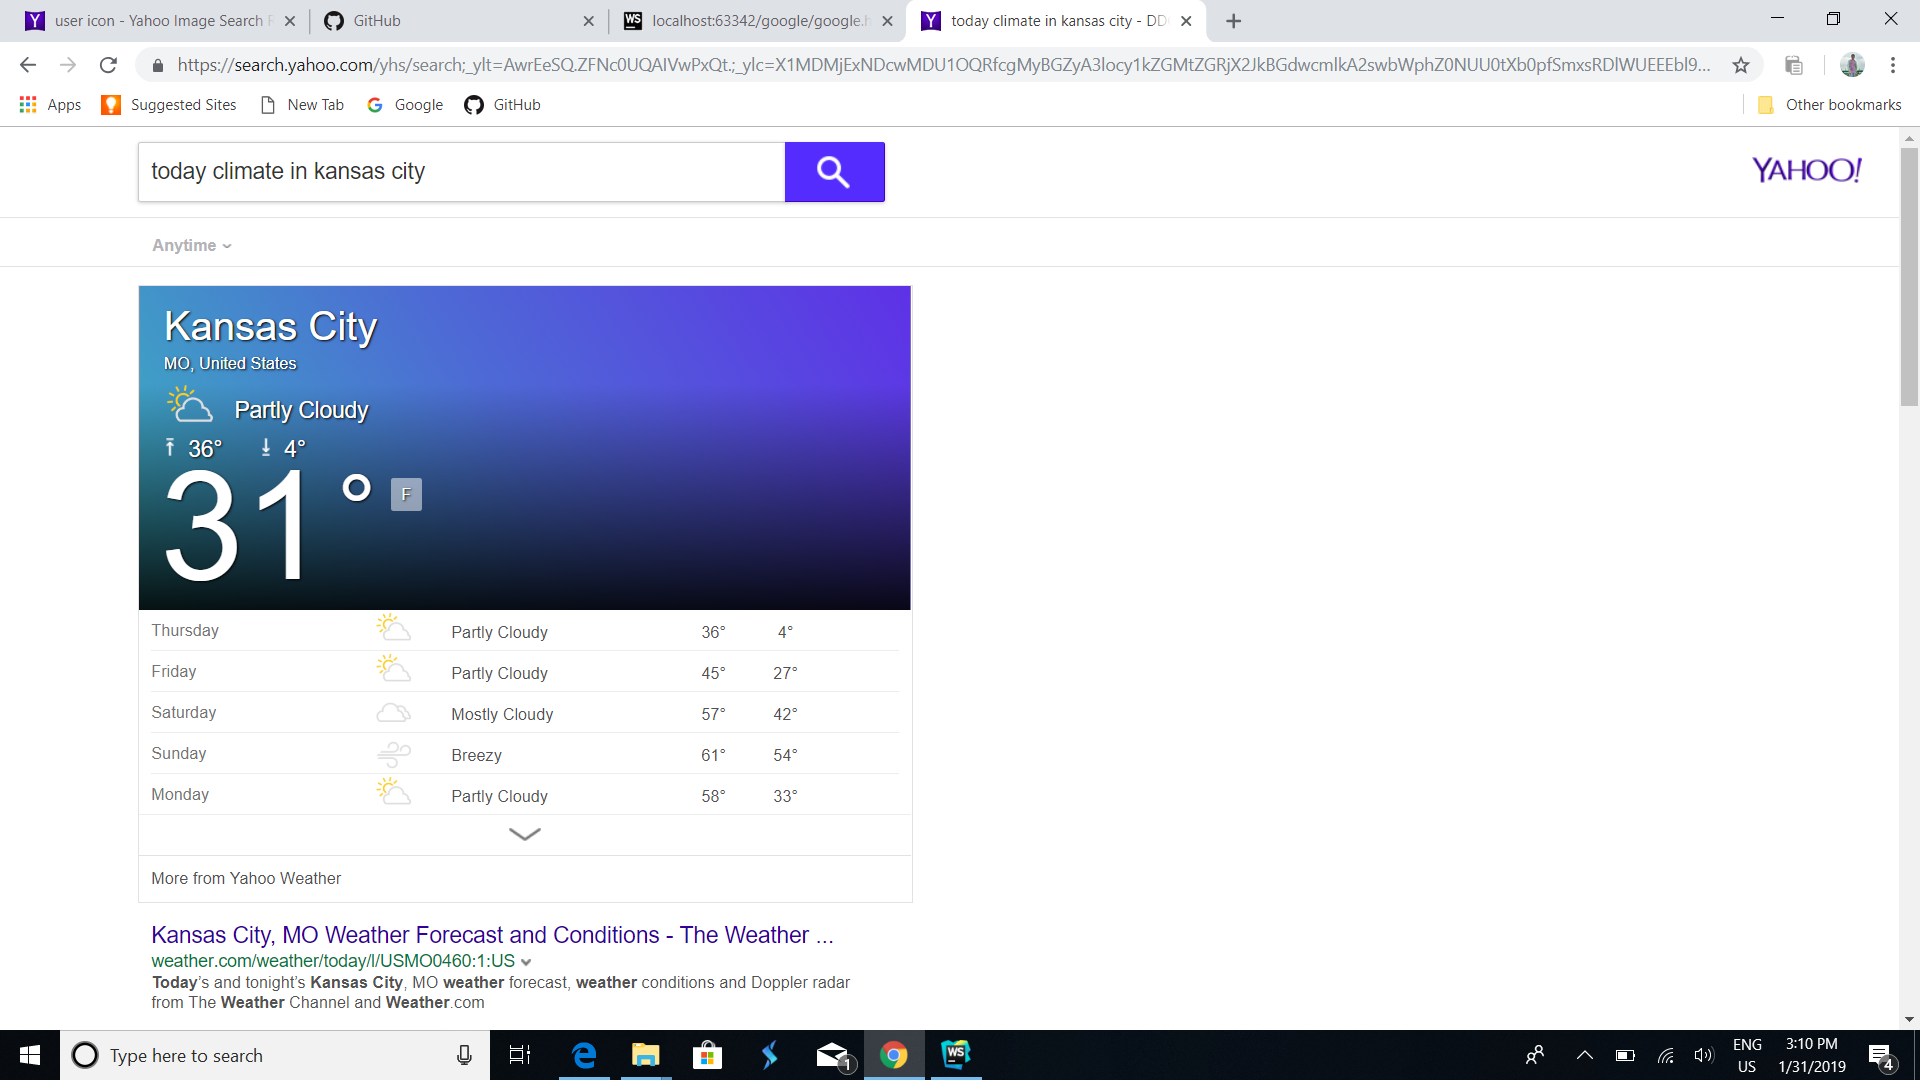 user icon - Yahoo Image Search
GitHub
WS
localhost:63342/google/google.h
today climate in kansas city - DD
https://search.yahoo.com/yhs/search;_ylt=AwrEeSQ.ZFNc0UQAIVwPxQt.;_ylc=X1MDMjExNDcwMDU1OQRfcgMyBGZyA3locy1kZGMtZGRjX2JkBGdwcmlkA2swbWphZ0NUU0tXb0pfSmxsRDlWUEEEbl9...
Apps
Suggested Sites
New Tab
Google
GitHub
Other bookmarks
today climate in kansas city
YAHOO!
Anytime
Kansas City
MO, United States
Partly Cloudy
36° 4°
31° F
Thursday Partly Cloudy 36° 4°
Friday Partly Cloudy 45° 27°
Saturday Mostly Cloudy 57° 42°
Sunday Breezy 61° 54°
Monday Partly Cloudy 58° 33°
More from Yahoo Weather
Kansas City, MO Weather Forecast and Conditions - The Weather ...
weather.com/weather/today/l/USMO0460:1:US
Today's and tonight's Kansas City, MO weather forecast, weather conditions and Doppler radar
from The Weather Channel and Weather.com
Type here to search
1
WS
ENG
US
3:10 PM
1/31/2019
4